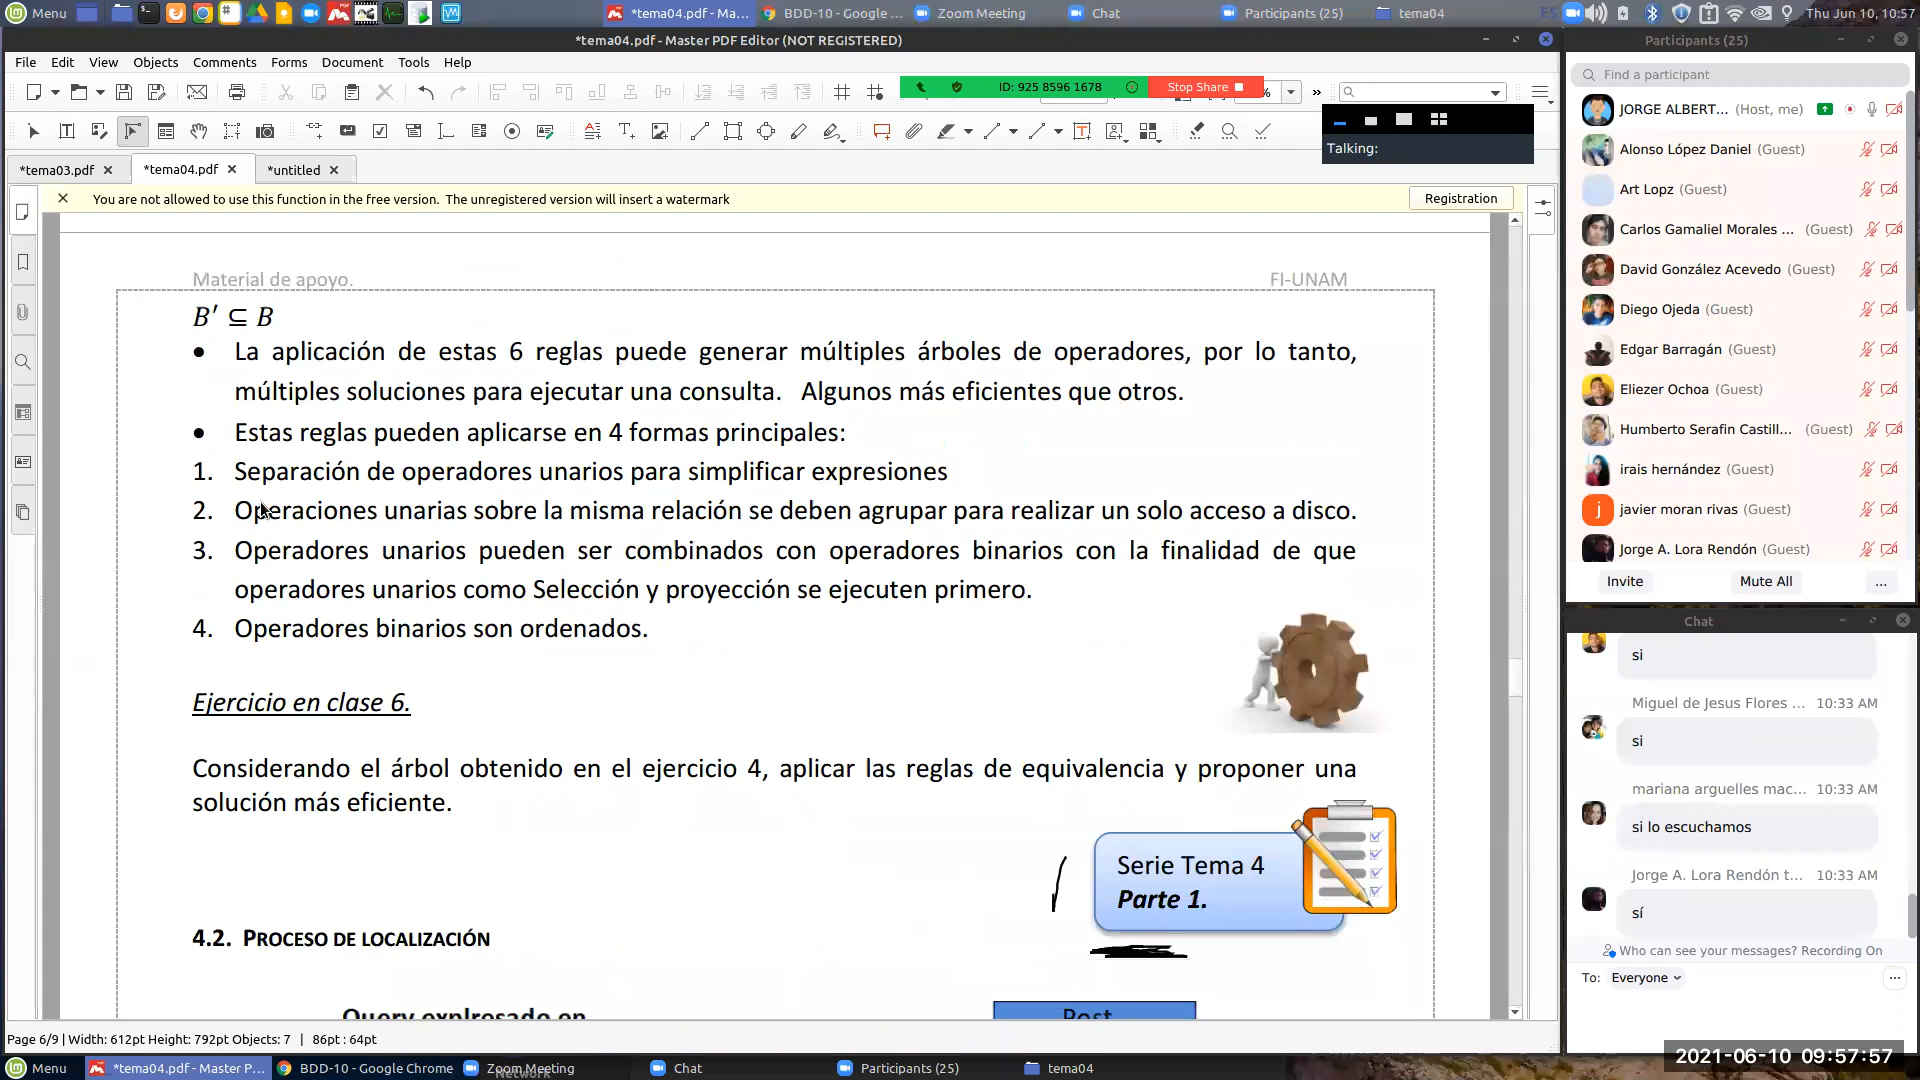 Menu
*tema04.pdf - Ma...
BDD-10 - Google ...
Zoom Meeting
Chat
Participants (25)
tema04
ES
Thu Jun 10, 10:57
*tema04.pdf - Master PDF Editor (NOT REGISTERED)
File Edit View Objects Comments Forms Document Tools Help
ID: 925 8596 1678
Stop Share
Talking:
*tema03.pdf
*tema04.pdf
*untitled
You are not allowed to use this function in the free version. The unregistered version will insert a watermark
Registration
Material de apoyo.
FI-UNAM
B′ ⊆ B
• La aplicación de estas 6 reglas puede generar múltiples árboles de operadores, por lo tanto,
múltiples soluciones para ejecutar una consulta. Algunos más eficientes que otros.
• Estas reglas pueden aplicarse en 4 formas principales:
1. Separación de operadores unarios para simplificar expresiones
2. Operaciones unarias sobre la misma relación se deben agrupar para realizar un solo acceso a disco.
3. Operadores unarios pueden ser combinados con operadores binarios con la finalidad de que
operadores unarios como Selección y proyección se ejecuten primero.
4. Operadores binarios son ordenados.
Ejercicio en clase 6.
Considerando el árbol obtenido en el ejercicio 4, aplicar las reglas de equivalencia y proponer una
solución más eficiente.
Serie Tema 4
Parte 1.
4.2. PROCESO DE LOCALIZACIÓN
Post
Page 6/9 | Width: 612pt Height: 792pt Objects: 7 | 86pt : 64pt
Participants (25)
Find a participant
JORGE ALBERT... (Host, me)
Alonso López Daniel (Guest)
Art Lopz (Guest)
Carlos Gamaliel Morales ... (Guest)
David González Acevedo (Guest)
Diego Ojeda (Guest)
Edgar Barragán (Guest)
Eliezer Ochoa (Guest)
Humberto Serafin Castill... (Guest)
irais hernández (Guest)
j
javier moran rivas (Guest)
Jorge A. Lora Rendón (Guest)
Invite
Mute All
...
Chat
si
Miguel de Jesus Flores ... 10:33 AM
si
mariana arguelles mac... 10:33 AM
si lo escuchamos
Jorge A. Lora Rendón t... 10:33 AM
sí
Who can see your messages? Recording On
To: Everyone
2021-06-10 09:57:57
Menu
*tema04.pdf - Master P...
BDD-10 - Google Chrome
Zoom Meeting
Network
Chat
Participants (25)
tema04